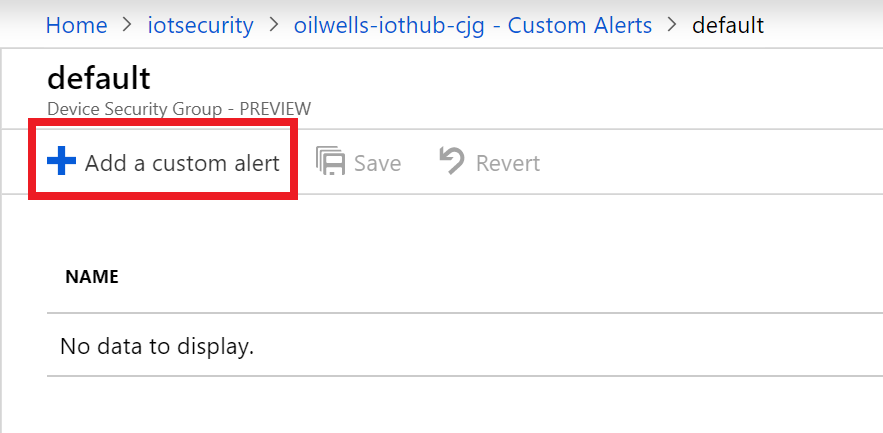 Home > iotsecurity > oilwells-iothub-cjg - Custom Alerts > default
default
Device Security Group - PREVIEW
Add a custom alert Save Revert
NAME
No data to display.